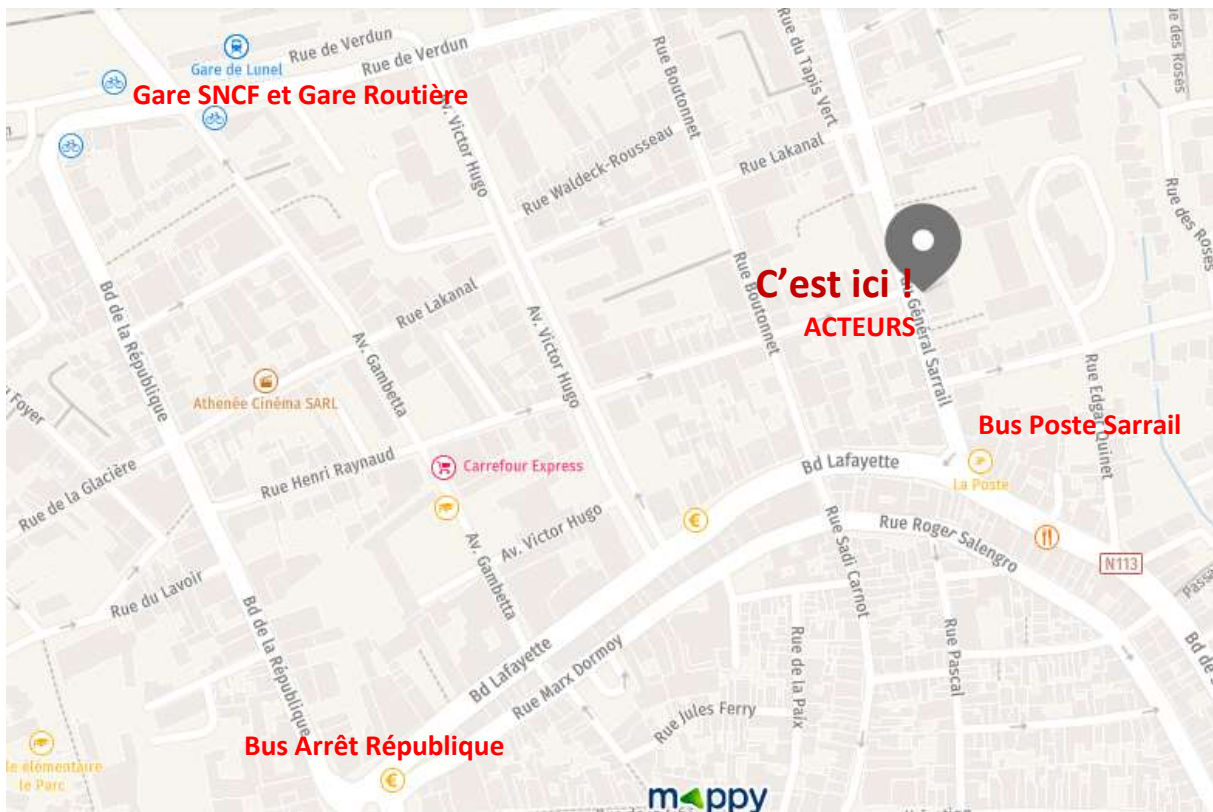 Rue de Verdun
Rue de Verdun
Gare de Lunel
Gare SNCF et Gare Routière
Rue Boutonnet
Rue du Tapis Vert
Rue des Roses
Av. Victor Hugo
Rue Waldeck-Rousseau
Rue Lakanal
Rue des Roses
Rue Boutonnet
C'est ici !
ACTEURS
Général Sarrail
Bd de la République
Rue Lakanal
Av. Gambetta
Av. Victor Hugo
Athenée Cinéma SARL
Foyer
Rue Edgar Quinet
Bus Poste Sarrail
Rue de la Glacière
Rue Henri Raynaud
Carrefour Express
Bd Lafayette
La Poste
Av. Victor Hugo
Av. Gambetta
Rue Sadi Carnot
Rue Roger Salengro
N113
Rue du Lavoir
Bd de la République
Bd Lafayette
Rue Marx Dormoy
Rue de la Paix
Rue Pascal
Bd de
Rue Jules Ferry
Bus Arrêt République
élémentaire
le Parc
mappy